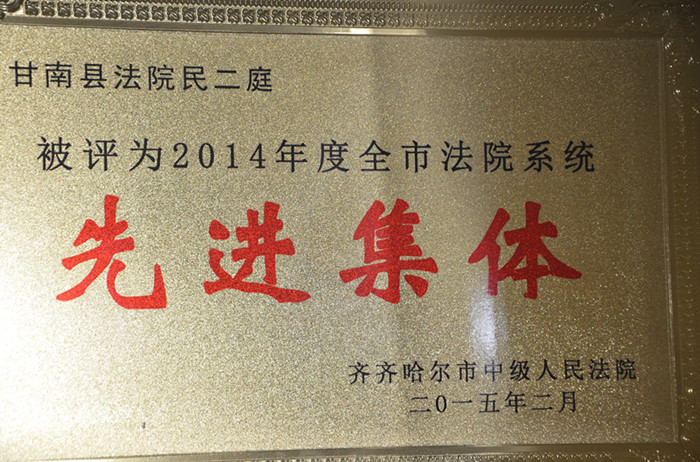 甘南县法院民二庭
被评为2014年度全市法院系统
先进集体
齐齐哈尔市中级人民法院
二0一五年二月